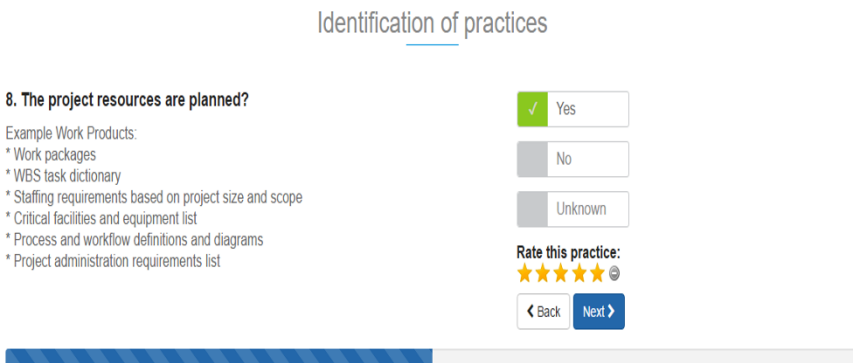 Identification of practices
8. The project resources are planned?
Example Work Products:
* Work packages
* WBS task dictionary
* Staffing requirements based on project size and scope
* Critical facilities and equipment list
* Process and workflow definitions and diagrams
* Project administration requirements list
Yes
No
Unknown
Rate this practice:
Back
Next